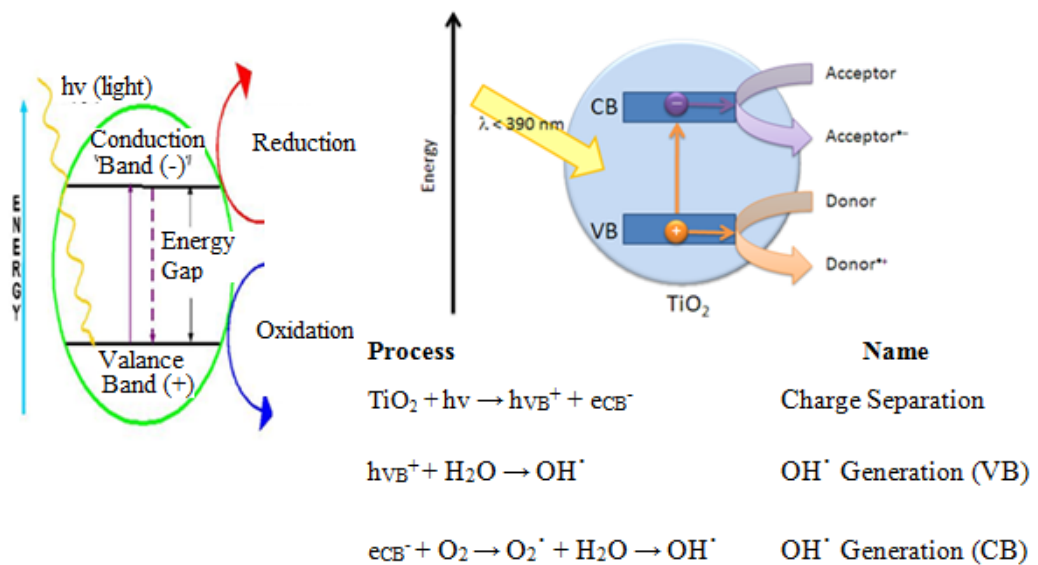 hν (light)
Conduction
Band (-)
Reduction
ENERGY
Energy
Gap
Oxidation
Valance
Band (+)
Energy
λ < 390 nm
CB
−
Acceptor
Acceptor•−
VB
+
Donor
Donor•+
TiO₂
Process Name
TiO₂ + hν → hVB⁺ + eCB⁻ Charge Separation
hVB⁺ + H₂O → OH˙ OH˙ Generation (VB)
eCB⁻ + O₂ → O₂˙ + H₂O → OH˙ OH˙ Generation (CB)